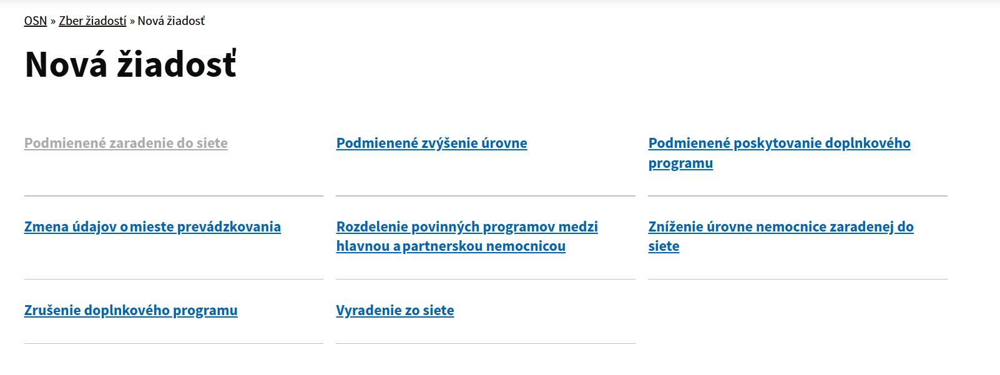 OSN » Zber žiadostí » Nová žiadosť
Nová žiadosť
Podmienené zaradenie do siete
Podmienené zvýšenie úrovne
Podmienené poskytovanie doplnkového
programu
Zmena údajov o mieste prevádzkovania
Rozdelenie povinných programov medzi
hlavnou a partnerskou nemocnicou
Zníženie úrovne nemocnice zaradenej do
siete
Zrušenie doplnkového programu
Vyradenie zo siete